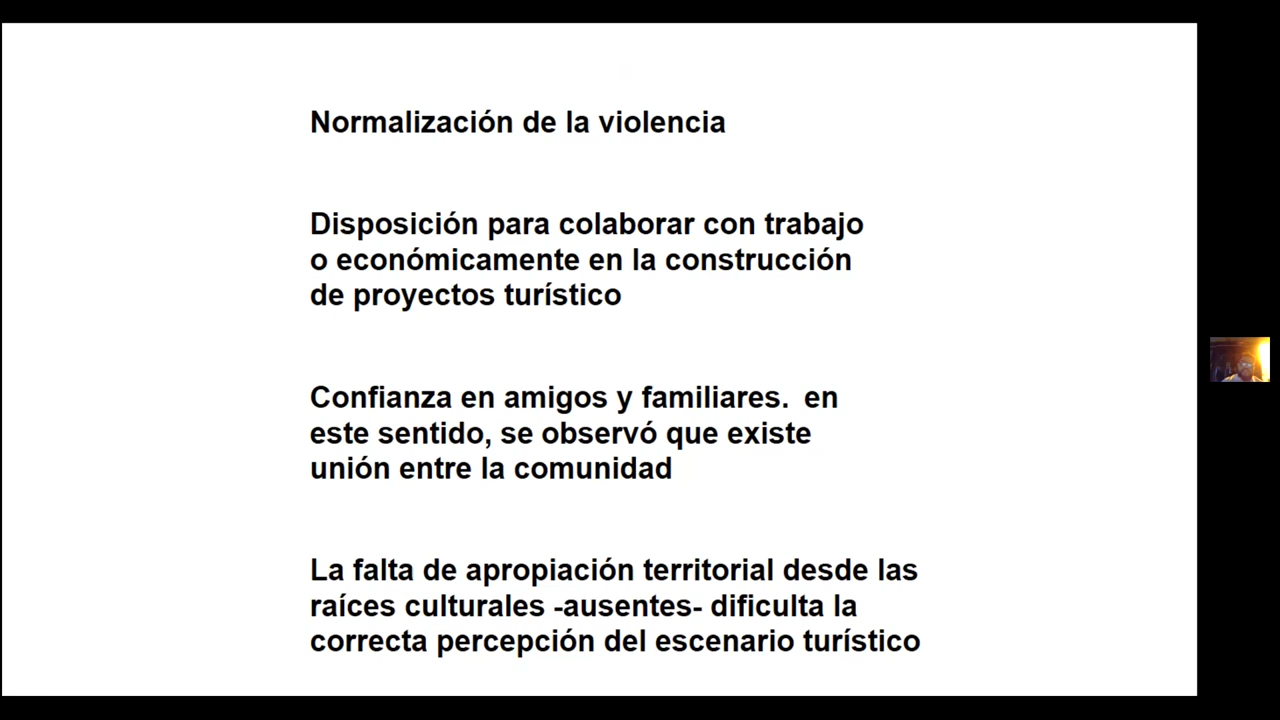 Normalización de la violencia
Disposición para colaborar con trabajo
o económicamente en la construcción
de proyectos turístico
Confianza en amigos y familiares.  en
este sentido, se observó que existe
unión entre la comunidad
La falta de apropiación territorial desde las
raíces culturales -ausentes- dificulta la
correcta percepción del escenario turístico